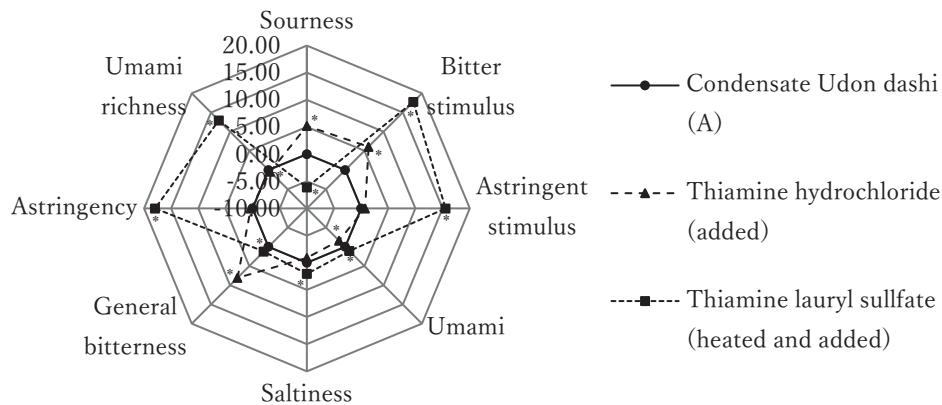 Sourness
20.00
15.00
10.00
5.00
0.00
-5.00
-10.00
Bitter
stimulus
Astringent
stimulus
Umami
Saltiness
General
bitterness
Astringency
Umami
richness
Condensate Udon dashi
(A)
Thiamine hydrochloride
(added)
Thiamine lauryl sullfate
(heated and added)